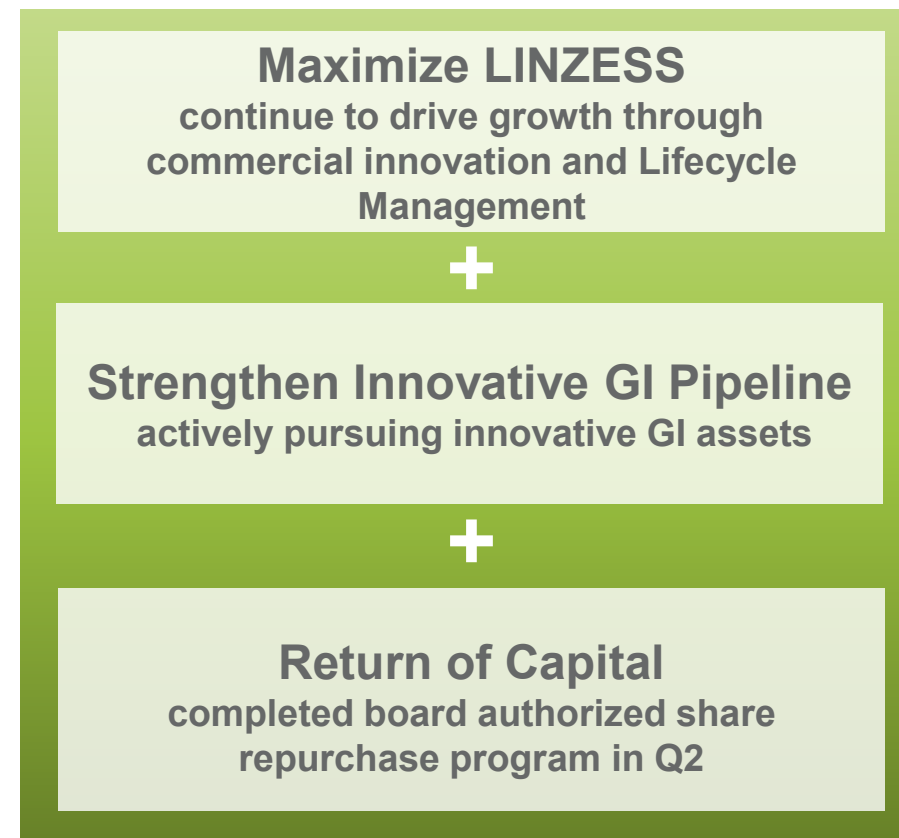 Maximize LINZESS
continue to drive growth through
commercial innovation and Lifecycle
Management
+
Strengthen Innovative GI Pipeline
actively pursuing innovative GI assets
+
Return of Capital
completed board authorized share
repurchase program in Q2